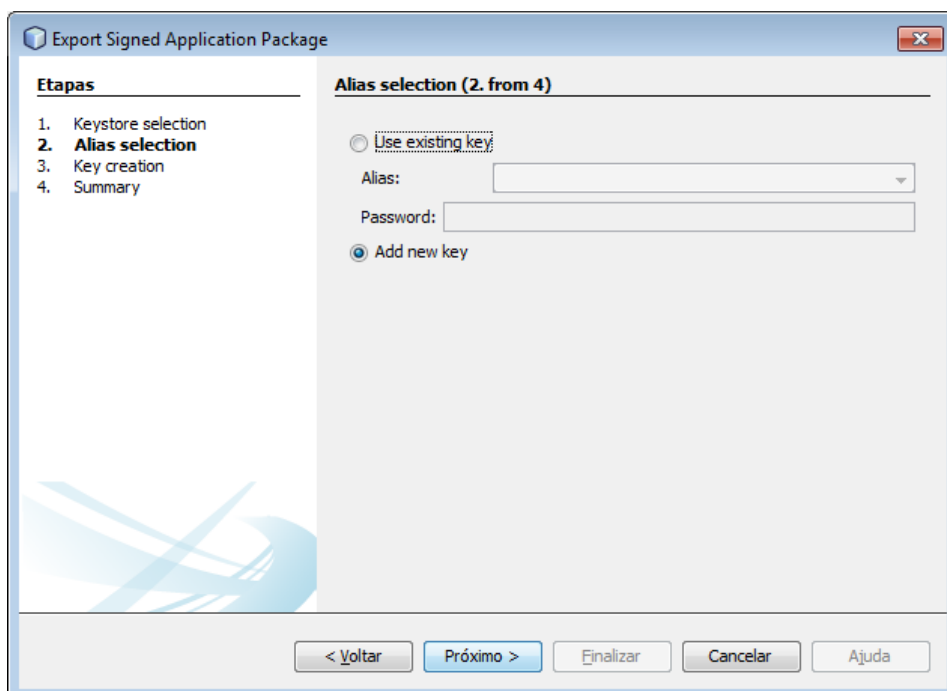 Export Signed Application Package
Etapas
1. Keystore selection
2. Alias selection
3. Key creation
4. Summary
Alias selection (2. from 4)
Use existing key
Alias:
Password:
Add new key
< Voltar
Próximo >
Finalizar
Cancelar
Ajuda